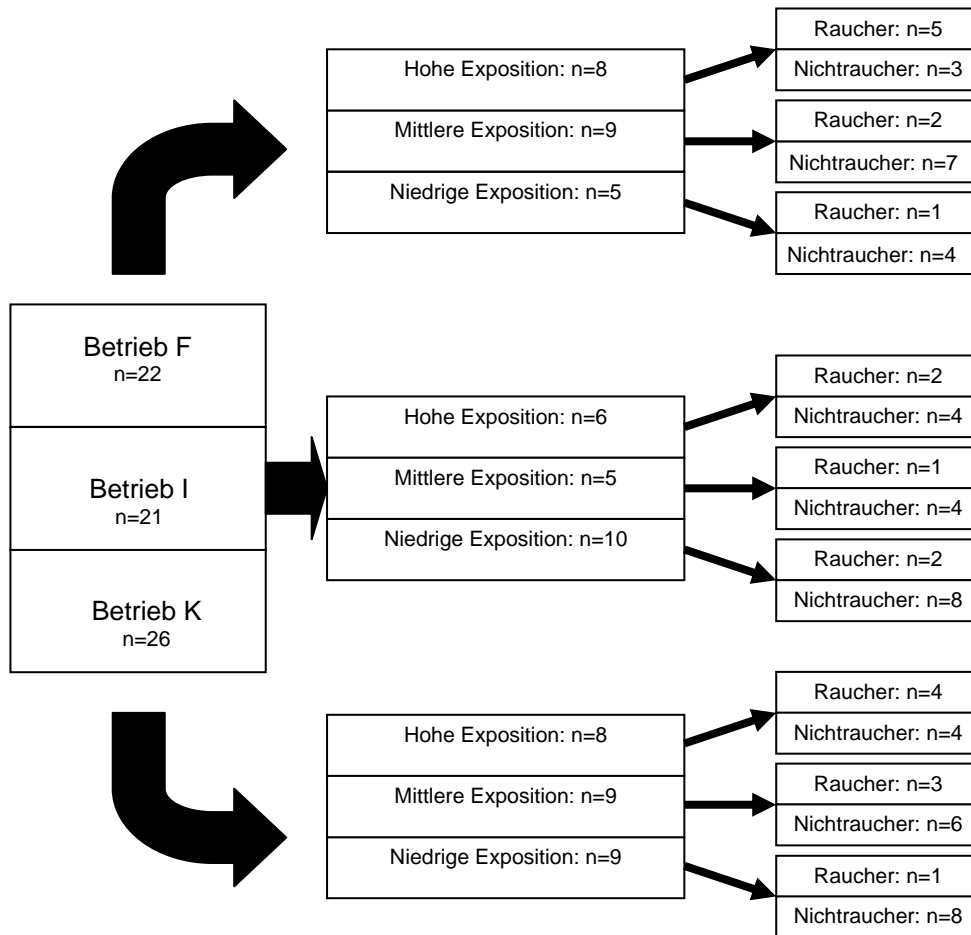 Betrieb F
n=22
Betrieb I
n=21
Betrieb K
n=26
Hohe Exposition: n=8
Mittlere Exposition: n=9
Niedrige Exposition: n=5
Raucher: n=5
Nichtraucher: n=3
Raucher: n=2
Nichtraucher: n=7
Raucher: n=1
Nichtraucher: n=4
Hohe Exposition: n=6
Mittlere Exposition: n=5
Niedrige Exposition: n=10
Raucher: n=2
Nichtraucher: n=4
Raucher: n=1
Nichtraucher: n=4
Raucher: n=2
Nichtraucher: n=8
Hohe Exposition: n=8
Mittlere Exposition: n=9
Niedrige Exposition: n=9
Raucher: n=4
Nichtraucher: n=4
Raucher: n=3
Nichtraucher: n=6
Raucher: n=1
Nichtraucher: n=8